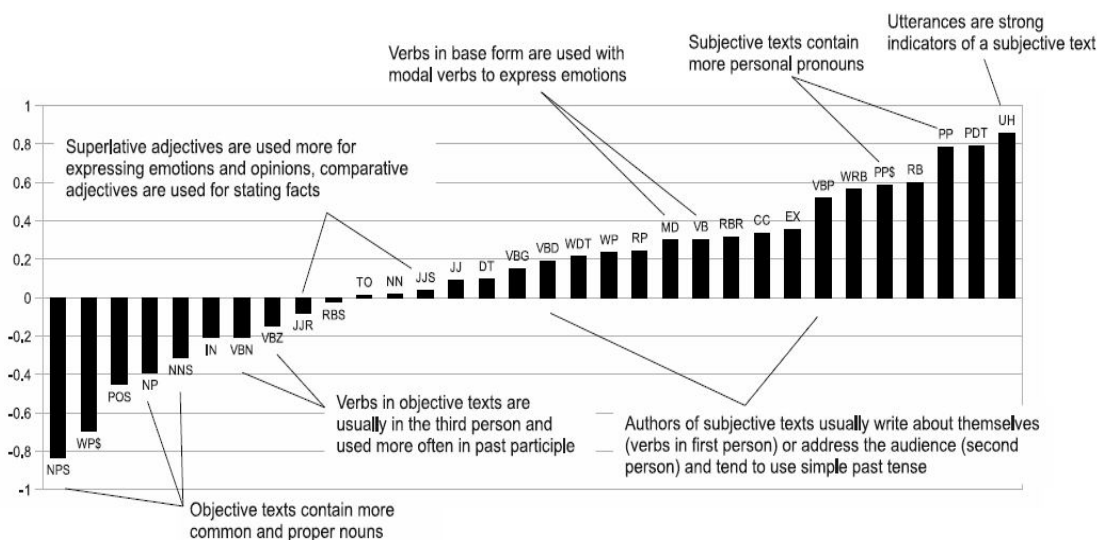 Utterances are strong
indicators of a subjective text
Subjective texts contain
more personal pronouns
Verbs in base form are used with
modal verbs to express emotions
Superlative adjectives are used more for
expressing emotions and opinions, comparative
adjectives are used for stating facts
1
0.8
0.6
0.4
0.2
0
-0.2
-0.4
-0.6
-0.8
-1
NPS
WP$
POS
NP
NNS
IN
VBN
VBZ
JJR
RBS
TO
NN
JJS
JJ
DT
VBG
VBD
WDT
WP
RP
MD
VB
RBR
CC
EX
VBP
WRB
PP$
RB
PP
PDT
UH
Verbs in objective texts are
usually in the third person and
used more often in past participle
Authors of subjective texts usually write about themselves
(verbs in first person) or address the audience (second
person) and tend to use simple past tense
Objective texts contain more
common and proper nouns